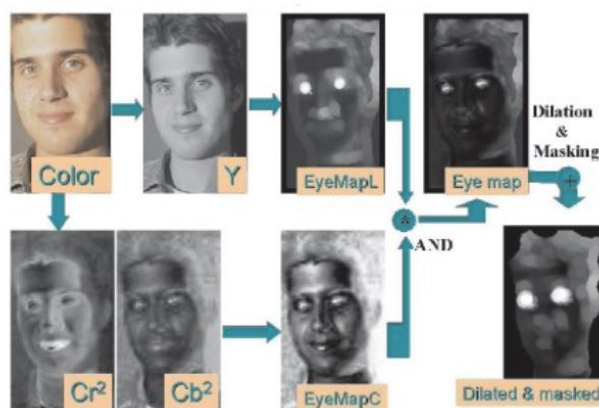 Color
Y
EyeMapL
Eye map
Dilation
&
Masking
+
&
AND
Cr²
Cb²
EyeMapC
Dilated & masked